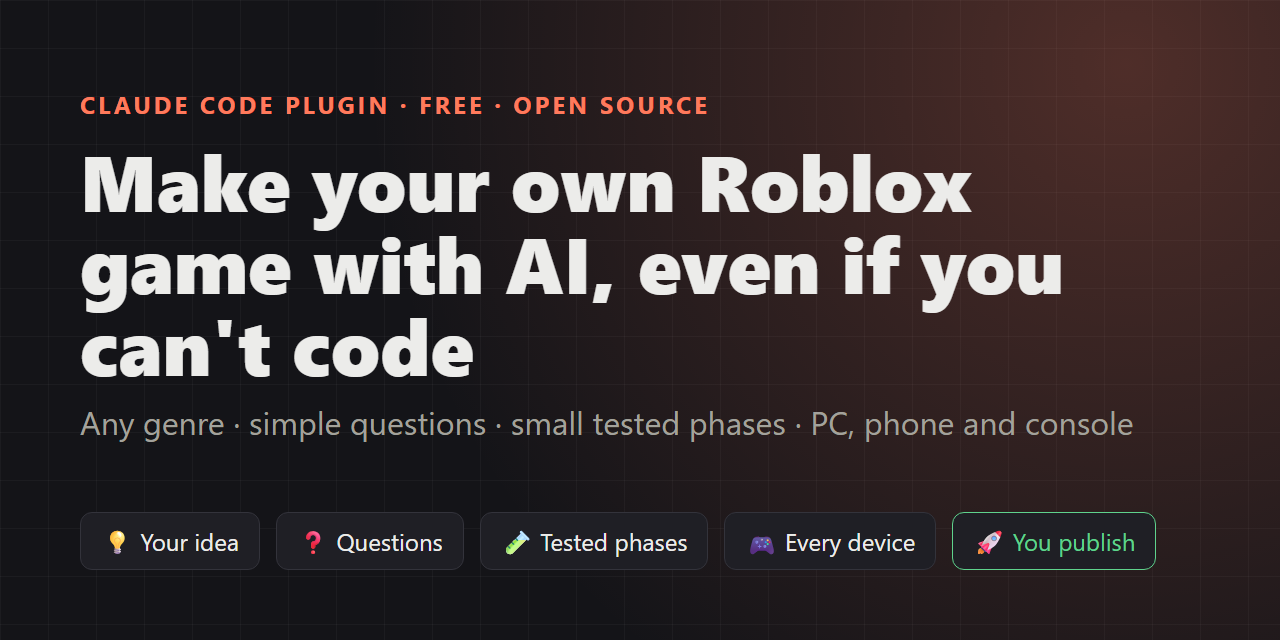 CLAUDE CODE PLUGIN · FREE · OPEN SOURCE
Make your own Roblox
game with AI, even if you
can't code
Any genre · simple questions · small tested phases · PC, phone and console
💡 Your idea
❓ Questions
🧪 Tested phases
🎮 Every device
🚀 You publish